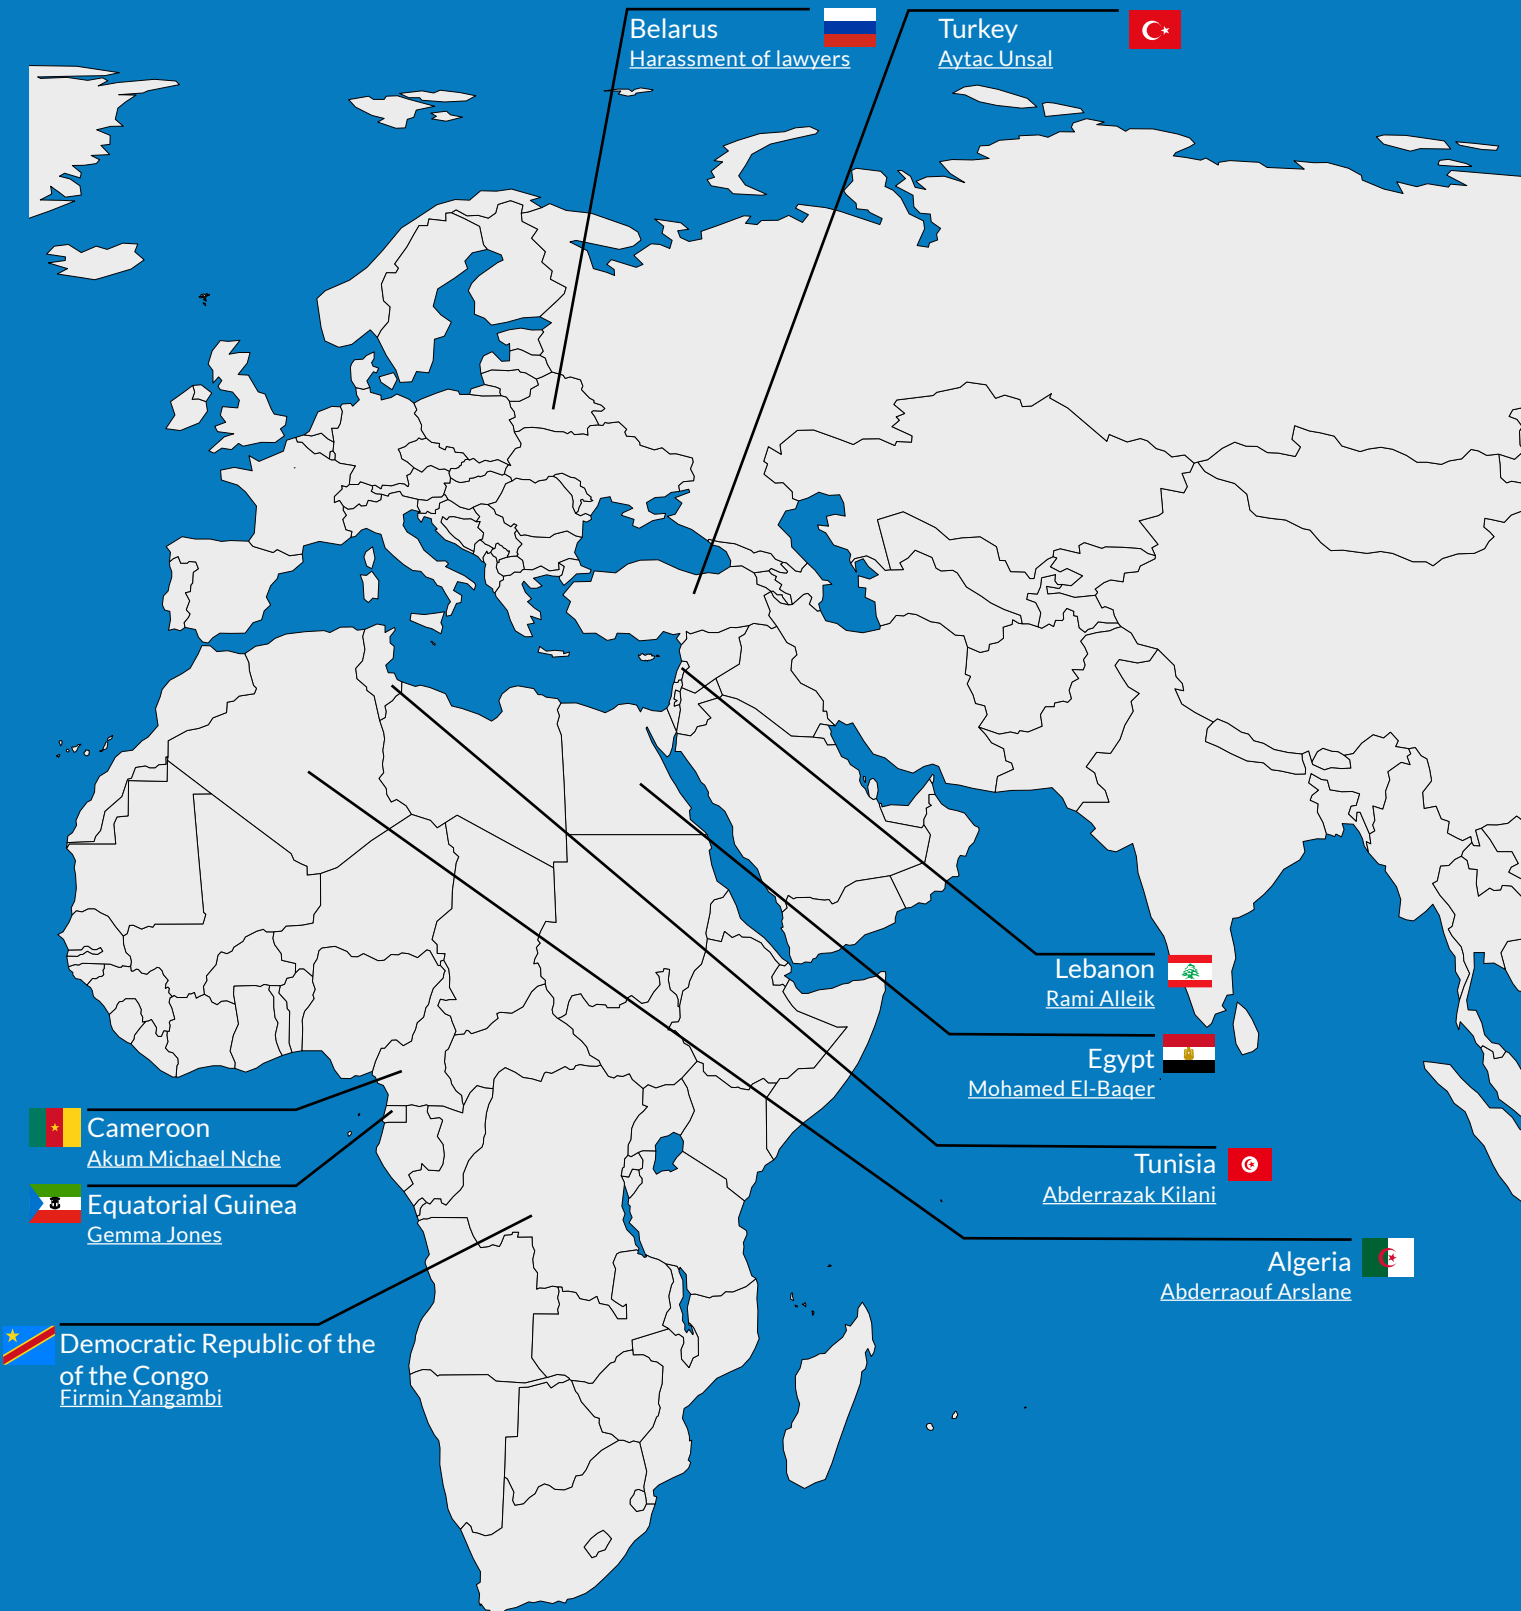 Belarus
Harassment of lawyers
Turkey
Aytac Unsal
Lebanon
Rami Alleik
Egypt
Mohamed El-Baqer
Cameroon
Akum Michael Nche
Tunisia
Abderrazak Kilani
Equatorial Guinea
Gemma Jones
Algeria
Abderraouf Arslane
Democratic Republic of the
of the Congo
Firmin Yangambi